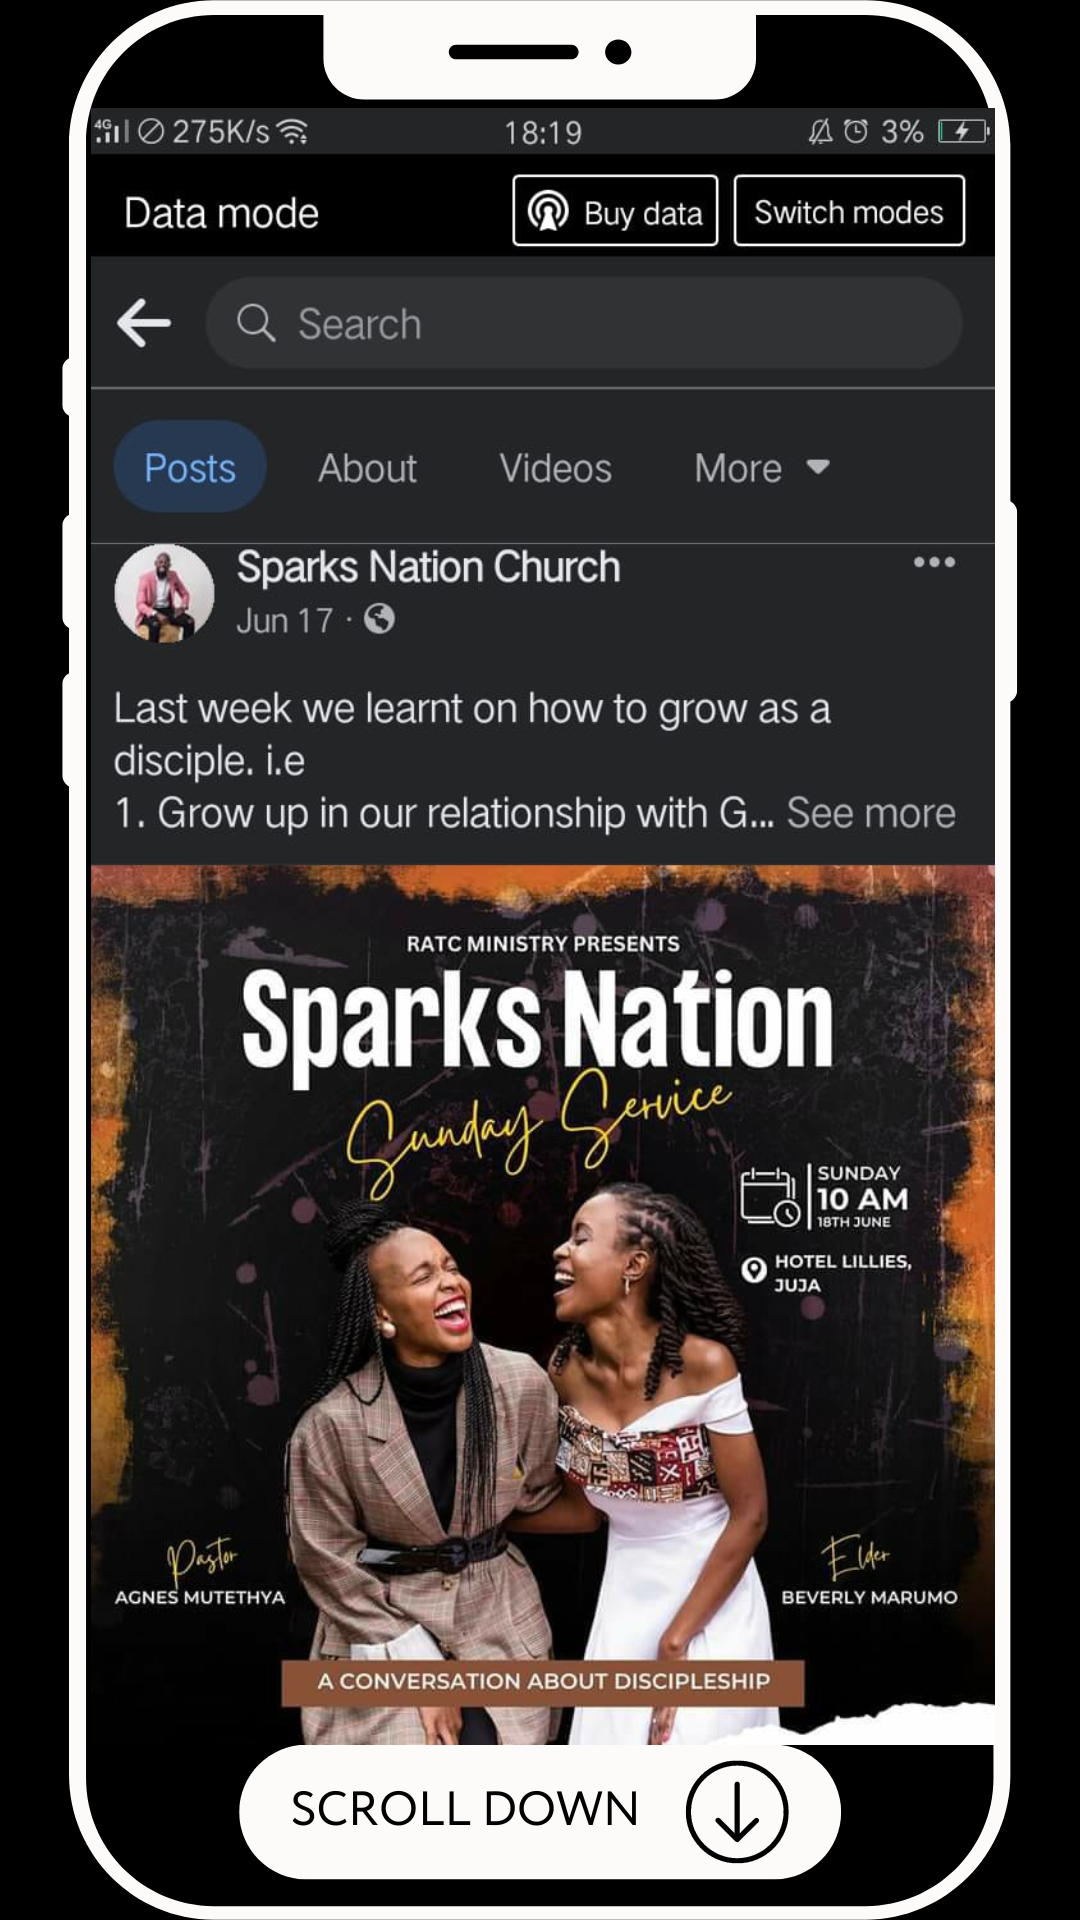 4G 275K/s 18:19 3%
Data mode Buy data Switch modes
Search
Posts About Videos More
Sparks Nation Church
Jun 17 ·
Last week we learnt on how to grow as a
disciple. i.e
1. Grow up in our relationship with G... See more
RATC MINISTRY PRESENTS
Sparks Nation
Sunday Service
SUNDAY
10 AM
18TH JUNE
HOTEL LILLIES,
JUJA
Pastor
AGNES MUTETHYA
Elder
BEVERLY MARUMO
A CONVERSATION ABOUT DISCIPLESHIP
SCROLL DOWN